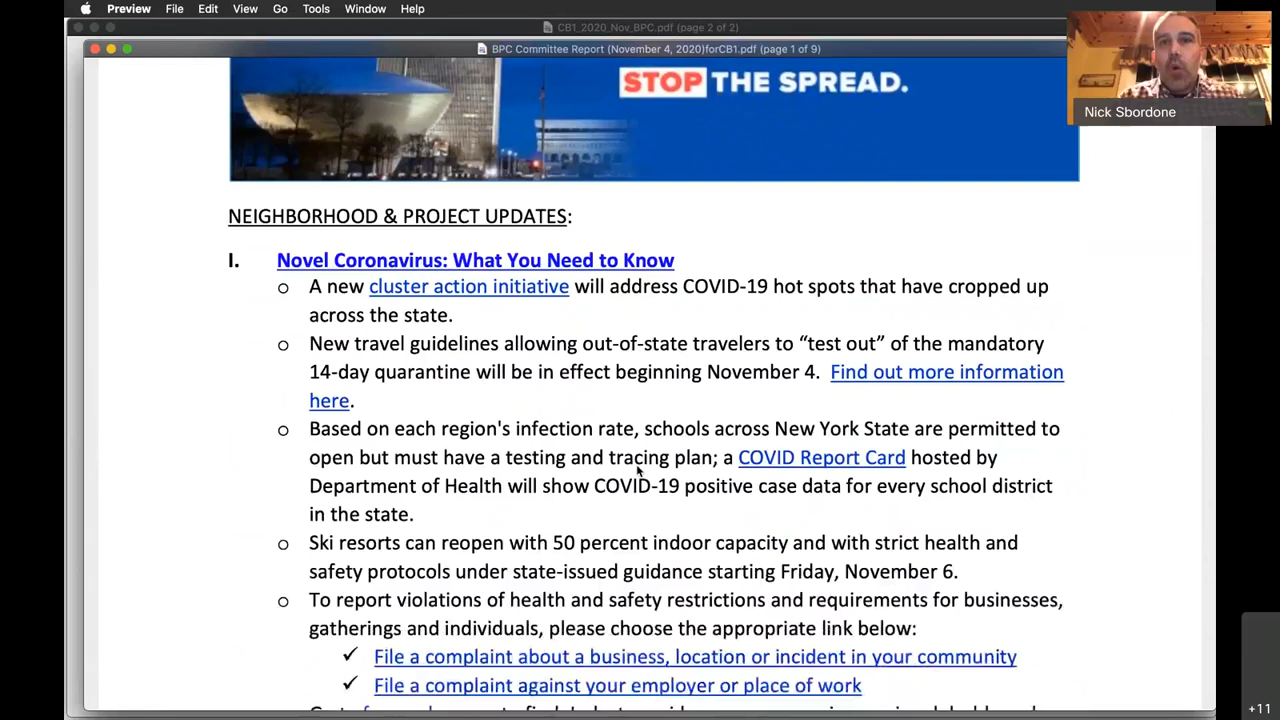 Preview File Edit View Go Tools Window Help
CB1_2020_Nov_BPC.pdf (page 2 of 2)
BPC Committee Report (November 4, 2020)forCB1.pdf (page 1 of 9)
STOP THE SPREAD.
Nick Sbordone
NEIGHBORHOOD & PROJECT UPDATES:
I. Novel Coronavirus: What You Need to Know
o A new cluster action initiative will address COVID-19 hot spots that have cropped up
across the state.
o New travel guidelines allowing out-of-state travelers to “test out” of the mandatory
14-day quarantine will be in effect beginning November 4. Find out more information
here.
o Based on each region's infection rate, schools across New York State are permitted to
open but must have a testing and tracing plan; a COVID Report Card hosted by
Department of Health will show COVID-19 positive case data for every school district
in the state.
o Ski resorts can reopen with 50 percent indoor capacity and with strict health and
safety protocols under state-issued guidance starting Friday, November 6.
o To report violations of health and safety restrictions and requirements for businesses,
gatherings and individuals, please choose the appropriate link below:
✓ File a complaint about a business, location or incident in your community
✓ File a complaint against your employer or place of work
+11